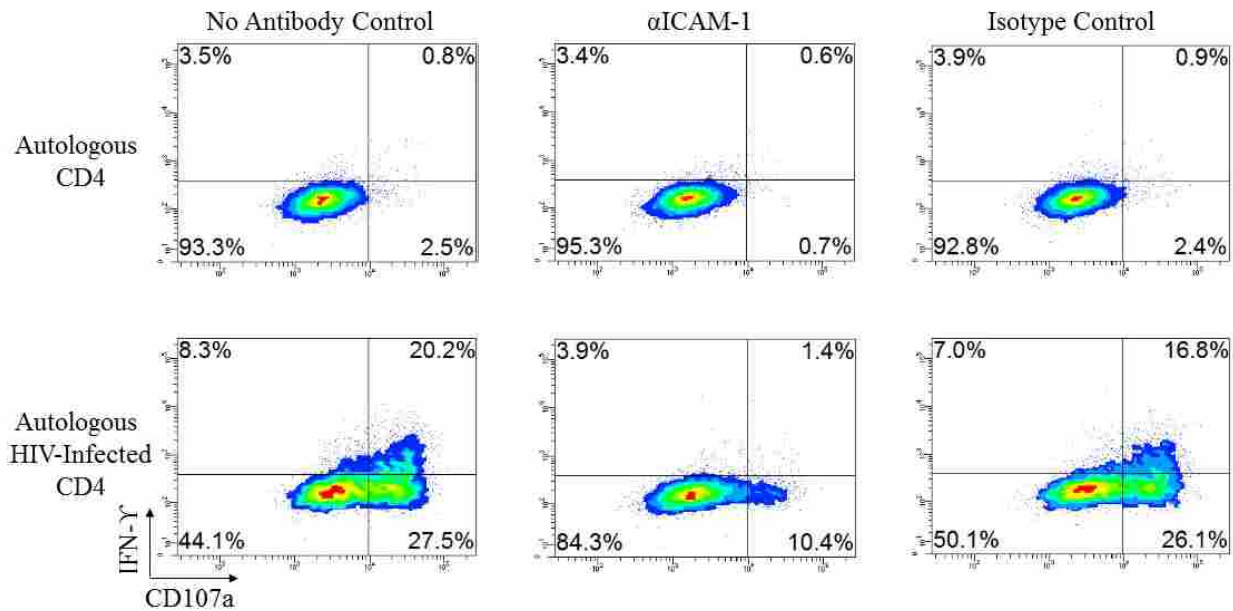 No Antibody Control
αICAM-1
Isotype Control
Autologous
CD4
3.5%
0.8%
93.3%
2.5%
3.4%
0.6%
95.3%
0.7%
3.9%
0.9%
92.8%
2.4%
Autologous
HIV-Infected
CD4
8.3%
20.2%
44.1%
27.5%
3.9%
1.4%
84.3%
10.4%
7.0%
16.8%
50.1%
26.1%
IFN-ϒ
CD107a